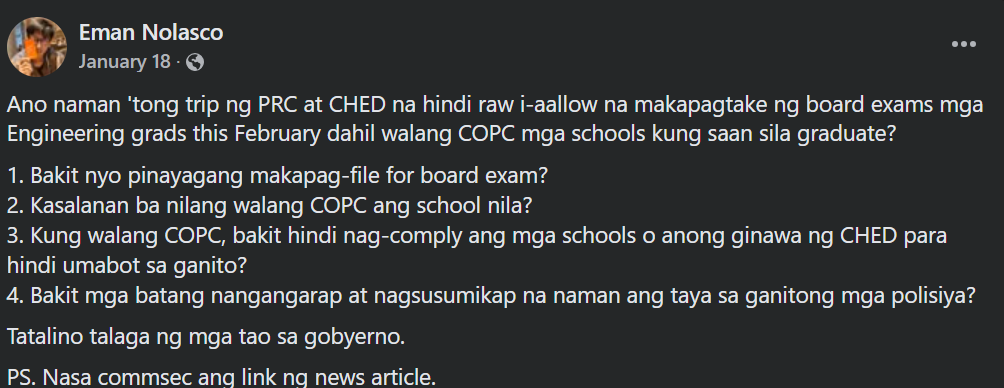 Eman Nolasco
January 18 ·
Ano naman 'tong trip ng PRC at CHED na hindi raw i-aallow na makapagtake ng board exams mga
Engineering grads this February dahil walang COPC mga schools kung saan sila graduate?
1. Bakit nyo pinayagang makapag-file for board exam?
2. Kasalanan ba nilang walang COPC ang school nila?
3. Kung walang COPC, bakit hindi nag-comply ang mga schools o anong ginawa ng CHED para
hindi umabot sa ganito?
4. Bakit mga batang nangangarap at nagsusumikap na naman ang taya sa ganitong mga polisiya?
Tatalino talaga ng mga tao sa gobyerno.
PS. Nasa commsec ang link ng news article.